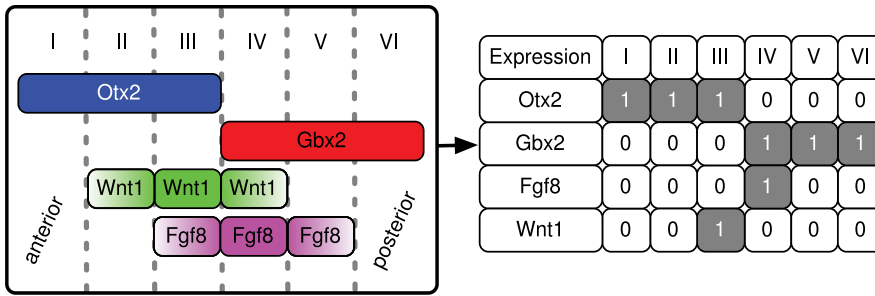 I II III IV V VI
Otx2
Gbx2
Wnt1 Wnt1 Wnt1
Fgf8 Fgf8 Fgf8
anterior
posterior
Expression I II III IV V VI
Otx2 1 1 1 0 0 0
Gbx2 0 0 0 1 1 1
Fgf8 0 0 0 1 0 0
Wnt1 0 0 1 0 0 0